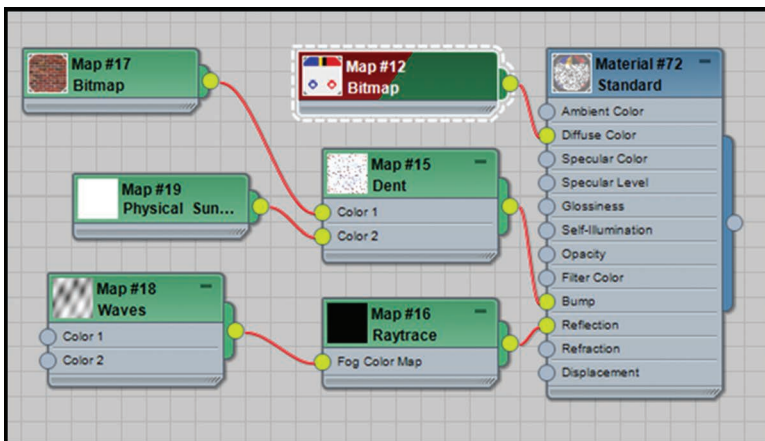 Map #17
Bitmap
Map #12
Bitmap
Material #72
Standard
Ambient Color
Diffuse Color
Specular Color
Specular Level
Glossiness
Self-Illumination
Opacity
Filter Color
Bump
Reflection
Refraction
Displacement
Map #15
Dent
Color 1
Color 2
Map #19
Physical Sun...
Map #18
Waves
Color 1
Color 2
Map #16
Raytrace
Fog Color Map